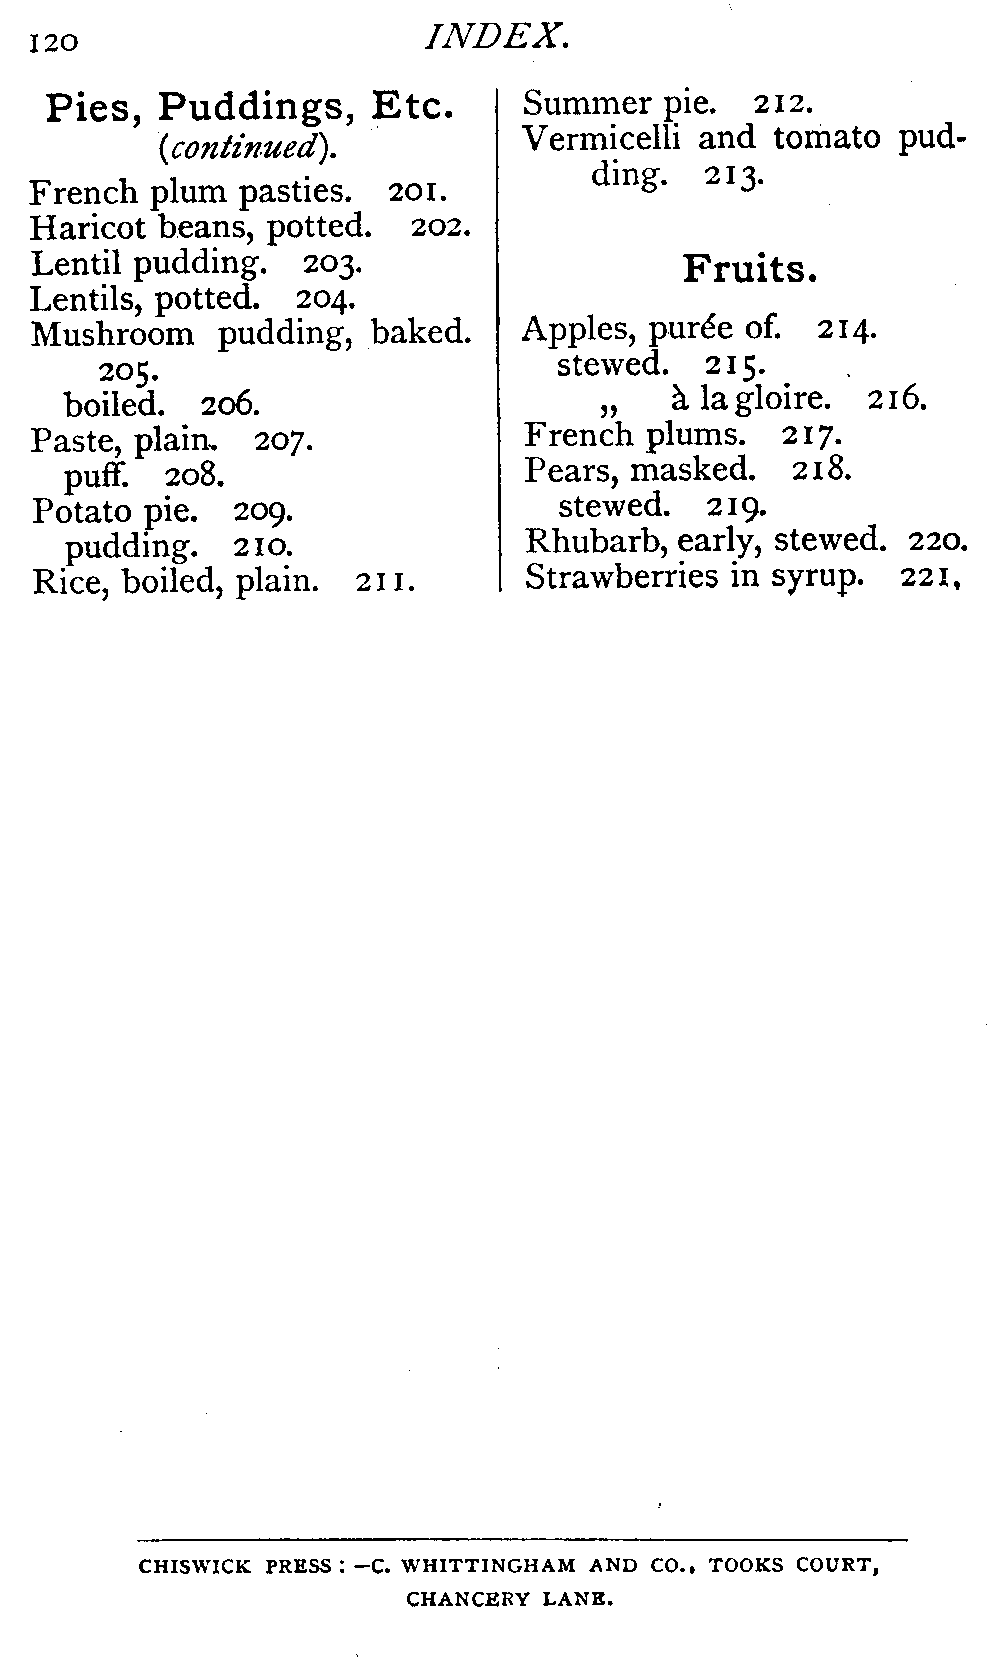 120 INDEX.
Pies, Puddings, Etc.
(continued).
French plum pasties. 201.
Haricot beans, potted. 202.
Lentil pudding. 203.
Lentils, potted. 204.
Mushroom pudding, baked.
205.
boiled. 206.
Paste, plain. 207.
puff. 208.
Potato pie. 209.
pudding. 210.
Rice, boiled, plain. 211.
Summer pie. 212.
Vermicelli and tomato pud-
ding. 213.
Fruits.
Apples, purée of. 214.
stewed. 215.
„ à la gloire. 216.
French plums. 217.
Pears, masked. 218.
stewed. 219.
Rhubarb, early, stewed. 220.
Strawberries in syrup. 221,
CHISWICK PRESS:—C. WHITTINGHAM AND CO., TOOKS COURT,
CHANCERY LANE.